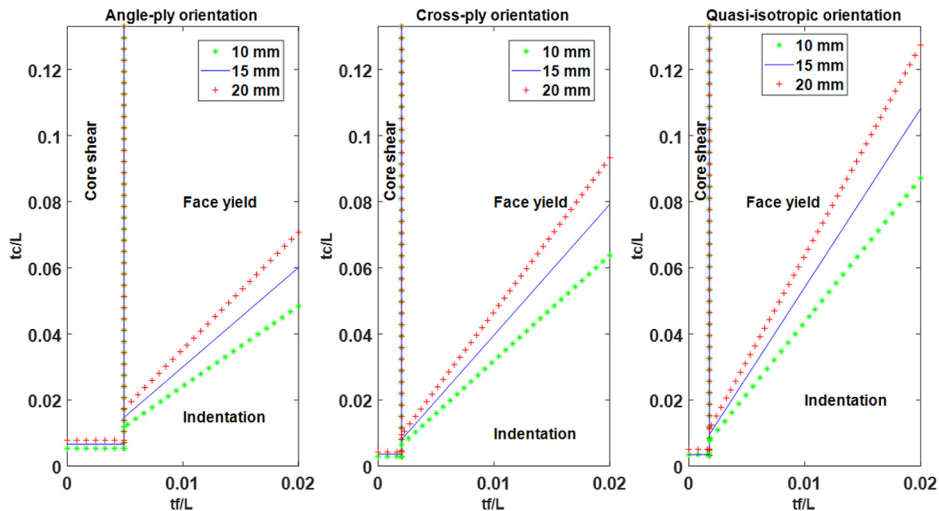 Angle-ply orientation
0.12
0.1
0.08
0.06
0.04
0.02
0
tc/L
10 mm
15 mm
20 mm
Core shear
Face yield
Indentation
0
0.01
0.02
tf/L
Cross-ply orientation
0.12
0.1
0.08
0.06
0.04
0.02
0
tc/L
10 mm
15 mm
20 mm
Core shear
Face yield
Indentation
0
0.01
0.02
tf/L
Quasi-isotropic orientation
0.12
0.1
0.08
0.06
0.04
0.02
0
tc/L
10 mm
15 mm
20 mm
Core shear
Face yield
Indentation
0
0.01
0.02
tf/L